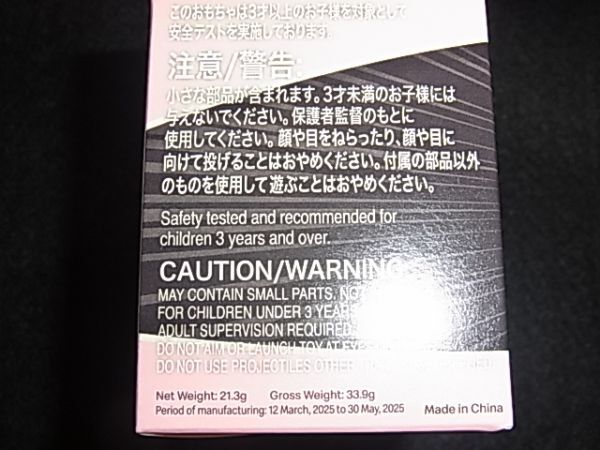 このおもちゃは3才以上のお子様を対象として
安全テストを実施しております。
注意/警告:
小さな部品が含まれます。3才未満のお子様には
与えないでください。保護者監督のもとに
使用してください。顔や目をねらったり、顔や目に
向けて投げることはおやめください。付属の部品以外
のものを使用して遊ぶことはおやめください。
Safety tested and recommended for
children 3 years and over.
CAUTION/WARNING
MAY CONTAIN SMALL PARTS. NOT
FOR CHILDREN UNDER 3 YEARS
ADULT SUPERVISION REQUIRED.
DO NOT AIM OR LAUNCH TOY AT EYES
DO NOT USE PROJECTILES OTHER
Net Weight: 21.3g Gross Weight: 33.9g
Period of manufacturing: 12 March, 2025 to 30 May, 2025
Made in China